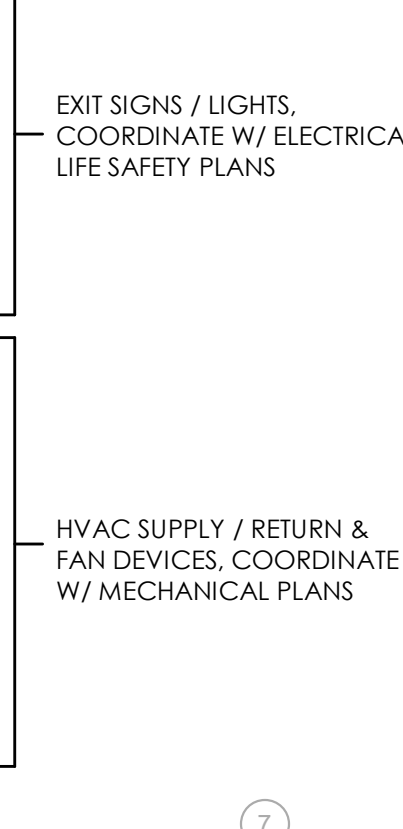 EXIT SIGNS / LIGHTS,
COORDINATE W/ ELECTRICA
LIFE SAFETY PLANS
HVAC SUPPLY / RETURN &
FAN DEVICES, COORDINATE
W/ MECHANICAL PLANS
7